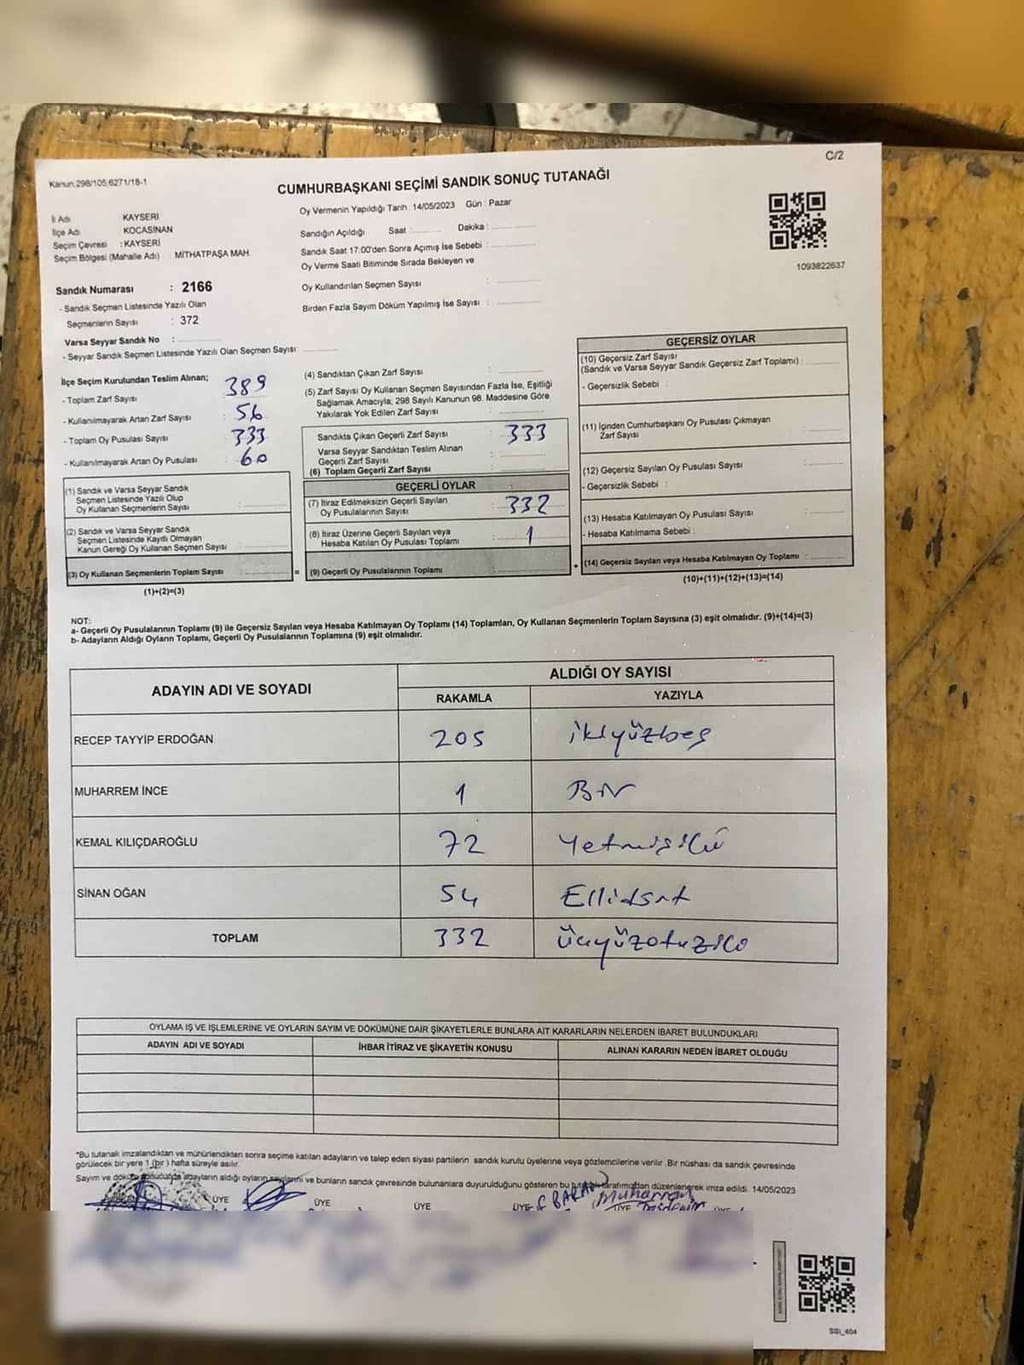 C/2
Kanun,298/105,6271/18-1
CUMHURBAŞKANI SEÇİMİ SANDIK SONUÇ TUTANAĞI
İl Adı KAYSERİ
İlçe Adı KOCASİNAN
Seçim Çevresi : KAYSERİ
Seçim Bölgesi (Mahalle Adı) MİTHATPAŞA MAH
Oy Vermenin Yapıldığı Tarih : 14/05/2023 Gün : Pazar
Sandığın Açıldığı Saat : Dakika :
Sandık Saat 17:00'den Sonra Açımış İse Sebebi :
Oy Verme Saati Bitiminde Sırada Bekleyen ve
Oy Kullandırılan Seçmen Sayısı :
Birden Fazla Sayım Döküm Yapılmış İse Sayısı :
1093822637
Sandık Numarası : 2166
- Sandık Seçmen Listesinde Yazılı Olan
Seçmenlerin Sayısı : 372
Varsa Seyyar Sandık No :
- Seyyar Sandık Seçmen Listesinde Yazılı Olan Seçmen Sayısı:
İlçe Seçim Kurulundan Teslim Alınan;
- Toplam Zarf Sayısı : 389
- Kullanılmayarak Artan Zarf Sayısı : 56
- Toplam Oy Pusulası Sayısı : 333
- Kullanılmayarak Artan Oy Pusulası : 60
(1) Sandık ve Varsa Seyyar Sandık
Seçmen Listesinde Yazılı Olup
Oy Kullanan Seçmenlerin Sayısı :
(2) Sandık ve Varsa Seyyar Sandık
Seçmen Listesinde Kayıtlı Olmayan
Kanun Gereği Oy Kullanan Seçmen Sayısı :
(3) Oy Kullanan Seçmenlerin Toplam Sayısı :
(1)+(2)=(3)
=
(4) Sandıktan Çıkan Zarf Sayısı :
(5) Zarf Sayısı Oy Kullanan Seçmen Sayısından Fazla İse, Eşitliği
Sağlamak Amacıyla; 298 Sayılı Kanunun 98. Maddesine Göre
Yakılarak Yok Edilen Zarf Sayısı :
Sandıkta Çıkan Geçerli Zarf Sayısı : 333
Varsa Seyyar Sandıktan Teslim Alınan
Geçerli Zarf Sayısı :
(6) Toplam Geçerli Zarf Sayısı :
GEÇERLİ OYLAR
(7) İtiraz Edilmeksizin Geçerli Sayılan
Oy Pusulalarının Sayısı : 332
(8) İtiraz Üzerine Geçerli Sayılan veya
Hesaba Katılan Oy Pusulası Toplamı : 1
(9) Geçerli Oy Pusulalarının Toplamı :
+
GEÇERSİZ OYLAR
(10) Geçersiz Zarf Sayısı
(Sandık ve Varsa Seyyar Sandık Geçersiz Zarf Toplamı) :
- Geçersizlik Sebebi :
(11) İçinden Cumhurbaşkanı Oy Pusulası Çıkmayan
Zarf Sayısı :
(12) Geçersiz Sayılan Oy Pusulası Sayısı :
- Geçersizlik Sebebi :
(13) Hesaba Katılmayan Oy Pusulası Sayısı :
- Hesaba Katılmama Sebebi :
(14) Geçersiz Sayılan veya Hesaba Katılmayan Oy Toplamı :
(10)+(11)+(12)+(13)=(14)
NOT:
a- Geçerli Oy Pusulalarının Toplamı (9) ile Geçersiz Sayılan veya Hesaba Katılmayan Oy Toplamı (14) Toplamları, Oy Kullanan Seçmenlerin Toplam Sayısına (3) eşit olmalıdır. (9)+(14)=(3)
b- Adayların Aldığı Oyların Toplamı, Geçerli Oy Pusulalarının Toplamına (9) eşit olmalıdır.
ADAYIN ADI VE SOYADI
ALDIĞI OY SAYISI
RAKAMLA YAZIYLA
RECEP TAYYİP ERDOĞAN 205 ikiyüzbeş
MUHARREM İNCE 1 Bir
KEMAL KILIÇDAROĞLU 72 Yetmişiki
SİNAN OĞAN 54 Ellidört
TOPLAM 332 üçyüzotuziki
OYLAMA İŞ VE İŞLEMLERİNE VE OYLARIN SAYIM VE DÖKÜMÜNE DAİR ŞİKAYETLERLE BUNLARA AİT KARARLARIN NELERDEN İBARET BULUNDUKLARI
ADAYIN ADI VE SOYADI İHBAR İTİRAZ VE ŞİKAYETİN KONUSU ALINAN KARARIN NEDEN İBARET OLDUĞU
*Bu tutanak imzalandıktan ve mühürlendikten sonra seçime katılan adayların ve talep eden siyasi partilerin sandık kurulu üyelerine veya gözlemcilerine verilir. Bir nüshası da sandık çevresinde
görülecek bir yere 1 (bir ) hafta süreyle asılır.
Sayım ve döküm sonucunda adayların aldığı oyların sayılarını ve bunların sandık çevresinde bulunanlara duyurulduğunu gösteren bu tutanak tarafımızdan düzenlenerek imza edildi. 14/05/2023
ÜYE ÜYE ÜYE ÜYE BARAN Muharrem ÜYE
SSİ_404